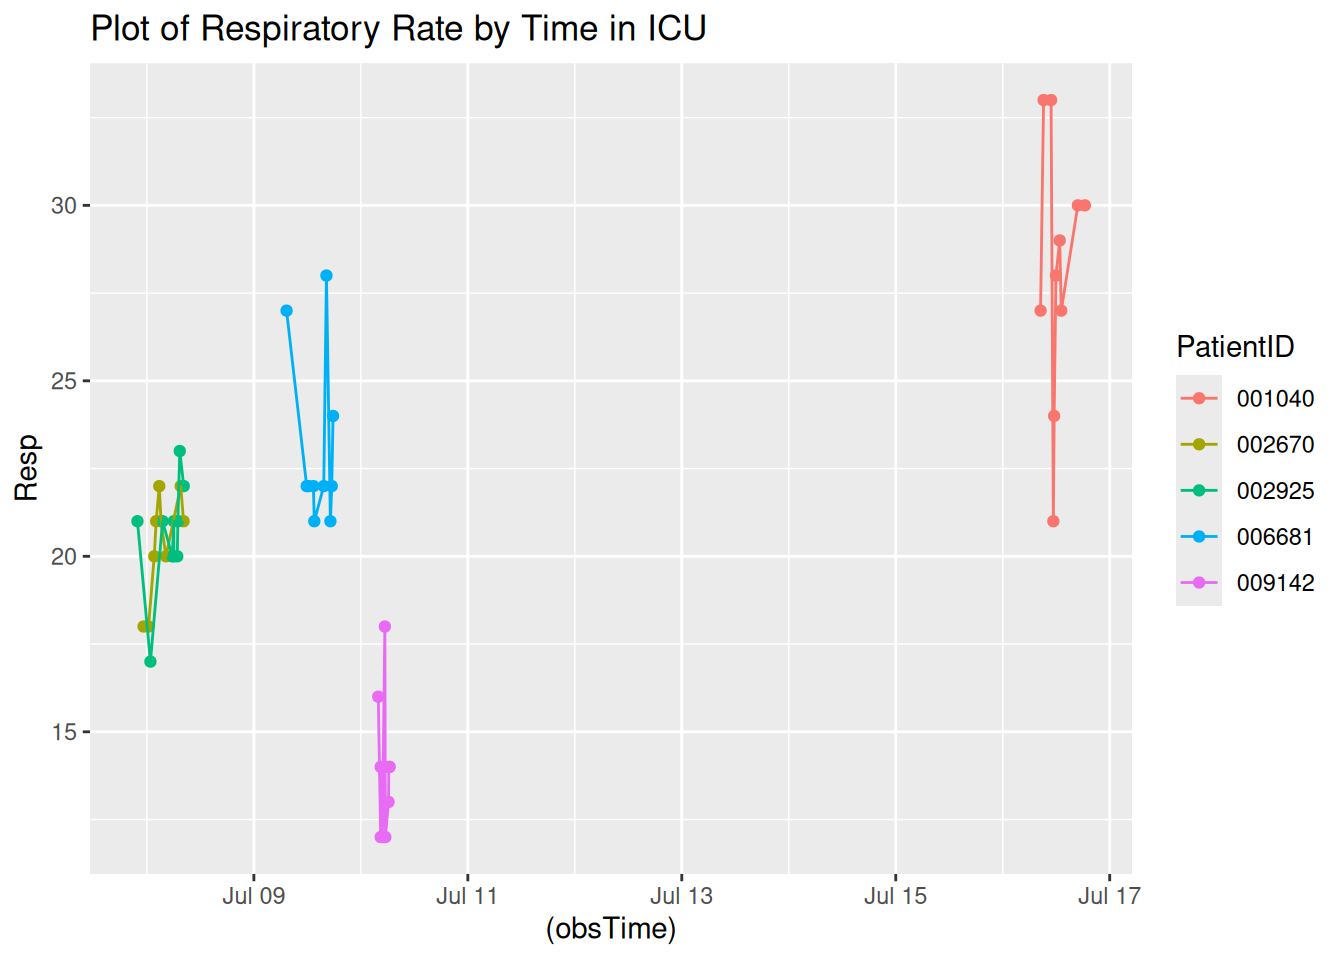 Plot of Respiratory Rate by Time in ICU
Resp
30
25
20
15
Jul 09 Jul 11 Jul 13 Jul 15 Jul 17
(obsTime)
PatientID
001040
002670
002925
006681
009142